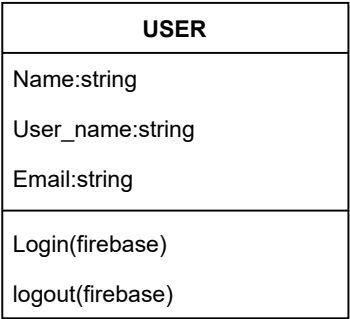 USER
Name:string
User_name:string
Email:string
Login(firebase)
logout(firebase)